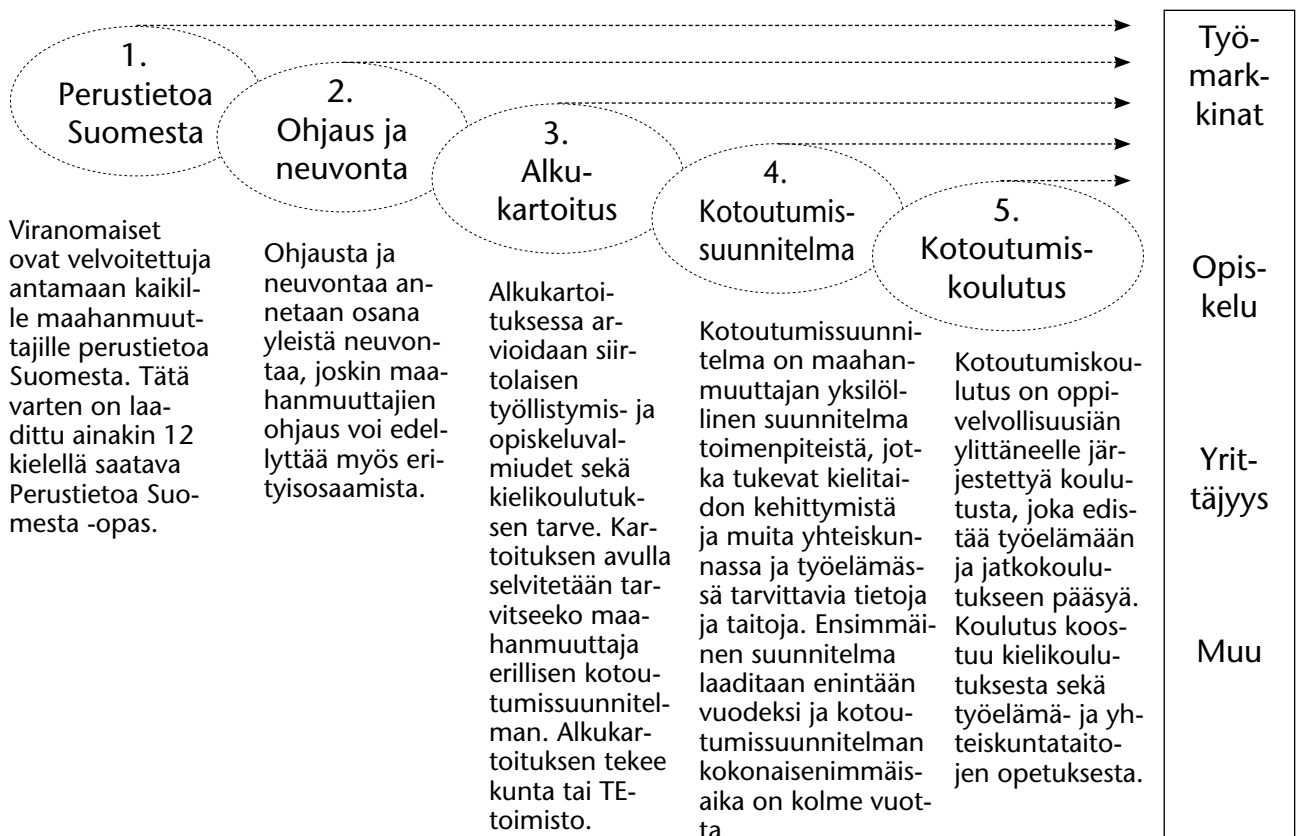 1.
Perustietoa
Suomesta
Viranomaiset
ovat velvoitettuja
antamaan kaikil-
le maahanmuut-
tajille perustietoa
Suomesta. Tätä
varten on laa-
dittu ainakin 12
kielellä saatava
Perustietoa Suo-
mesta -opas.
2.
Ohjaus ja
neuvonta
Ohjausta ja
neuvontaa an-
netaan osana
yleistä neuvon-
taa, joskin maa-
hanmuuttajien
ohjaus voi edel-
lyttää myös eri-
tyisosaamista.
3.
Alku-
kartoitus
Alkukartoi-
tuksessa ar-
vioidaan siir-
tolaisen
työllistymis- ja
opiskeluval-
miudet sekä
kielikoulutuk-
sen tarve. Kar-
toituksen avulla
selvitetään tar-
vitseeko maa-
hanmuuttaja
erillisen kotou-
tumissuunnitel-
man. Alkukar-
toituksen tekee
kunta tai TE-
toimisto.
4.
Kotoutumis-
suunnitelma
Kotoutumissuunni-
telma on maahan-
muuttajan yksilöl-
linen suunnitelma
toimenpiteistä, jot-
ka tukevat kielitai-
don kehittymistä
ja muita yhteiskun-
nassa ja työelämäs-
sä tarvittavia tietoja
ja taitoja. Ensimmäi-
nen suunnitelma
laaditaan enintään
vuodeksi ja kotou-
tumissuunnitelman
kokonaisenimmäis-
aika on kolme vuot-
ta
5.
Kotoutumis-
koulutus
Kotoutumiskou-
lutus on oppi-
velvollisuusiän
ylittäneelle jär-
jestettyä koulu-
tusta, joka edis-
tää työelämään
ja jatkokoulu-
tukseen pääsyä.
Koulutus koos-
tuu kielikoulu-
tuksesta sekä
työelämä- ja yh-
teiskuntataito-
jen opetuksesta.
Työ-
mark-
kinat
Opis-
kelu
Yrit-
täjyys
Muu